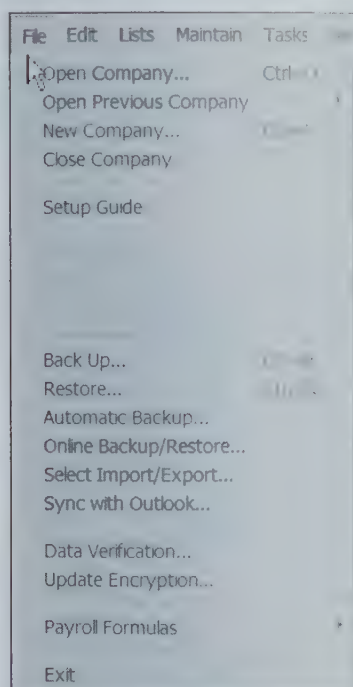 File Edit Lists Maintain Tasks
Open Company... Ctrl
Open Previous Company
New Company...
Close Company
Setup Guide
Back Up...
Restore...
Automatic Backup...
Online Backup/Restore...
Select Import/Export...
Sync with Outlook...
Data Verification...
Update Encryption...
Payroll Formulas
Exit